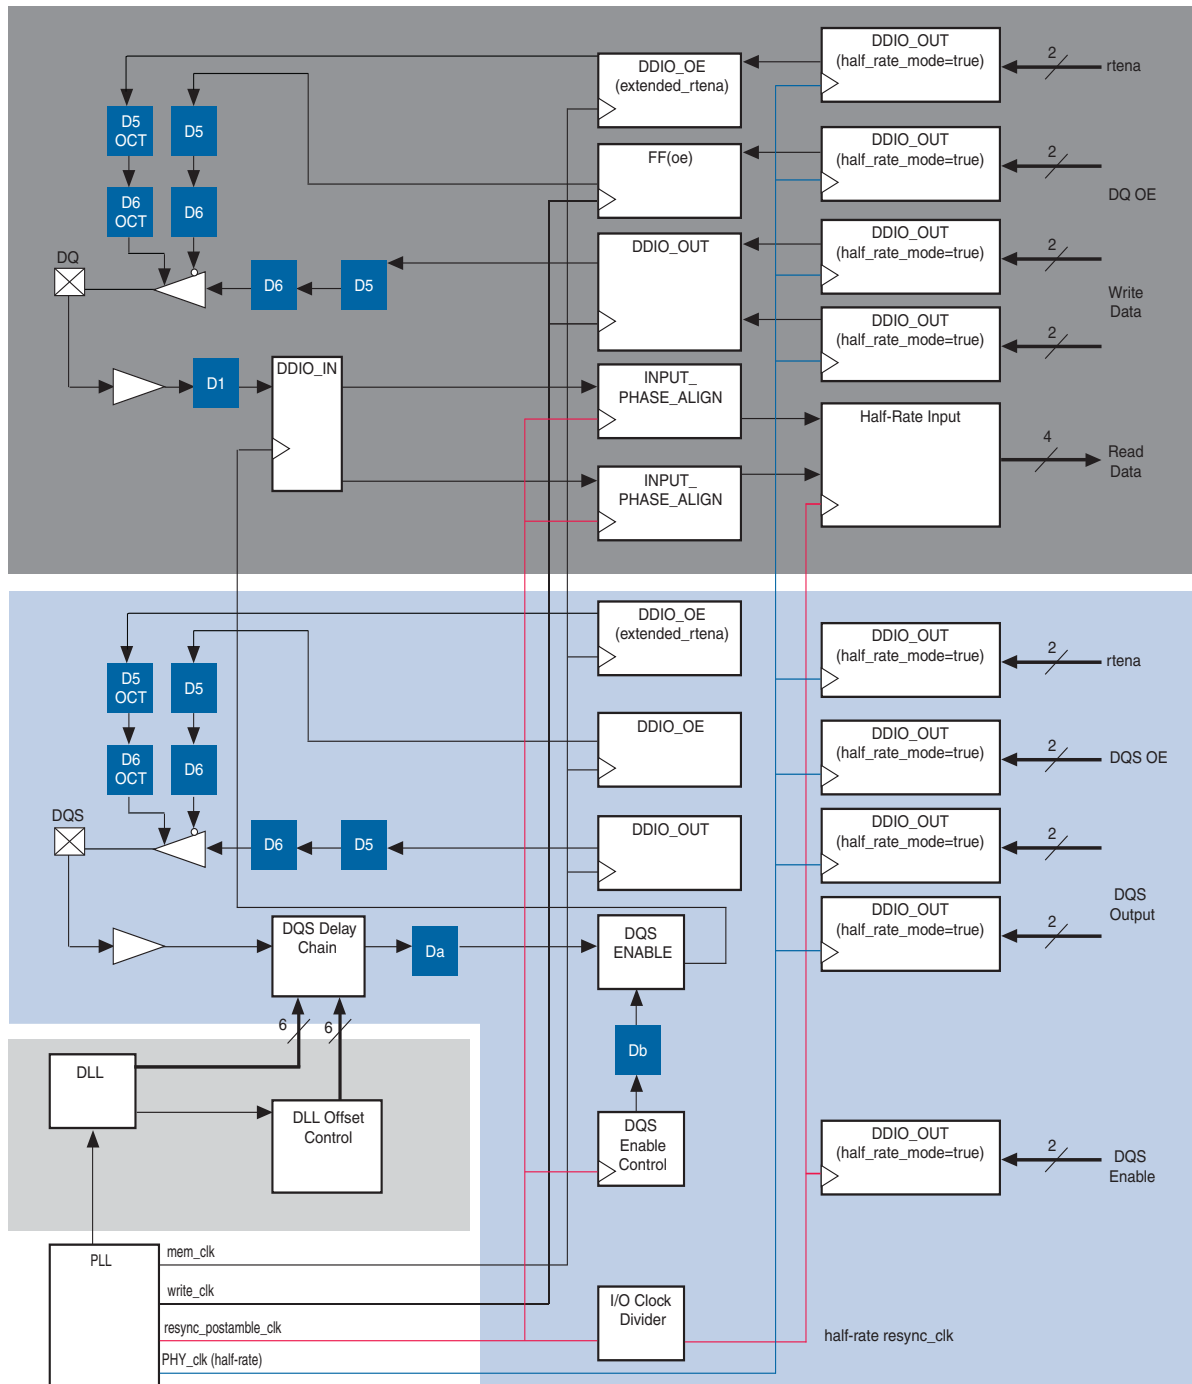 DDIO_OUT
(half_rate_mode=true)
2
rtena
DDIO_OE
(extended_rtena)
D5
OCT
D5
FF(oe)
DDIO_OUT
(half_rate_mode=true)
2
DQ OE
D6
OCT
D6
DDIO_OUT
DDIO_OUT
(half_rate_mode=true)
2
Write
Data
DQ
D6
D5
DDIO_OUT
(half_rate_mode=true)
2
D1
DDIO_IN
INPUT_
PHASE_ALIGN
Half-Rate Input
4
Read
Data
INPUT_
PHASE_ALIGN
DDIO_OE
(extended_rtena)
DDIO_OUT
(half_rate_mode=true)
2
rtena
D5
OCT
D5
DDIO_OE
DDIO_OUT
(half_rate_mode=true)
2
DQS OE
D6
OCT
D6
DQS
D6
D5
DDIO_OUT
DDIO_OUT
(half_rate_mode=true)
2
DQS
Output
DQS Delay
Chain
Da
DQS
ENABLE
DDIO_OUT
(half_rate_mode=true)
2
6
6
Db
DLL
DLL Offset
Control
DQS
Enable
Control
DDIO_OUT
(half_rate_mode=true)
2
DQS
Enable
PLL
mem_clk
write_clk
resync_postamble_clk
PHY_clk (half-rate)
I/O Clock
Divider
half-rate resync_clk